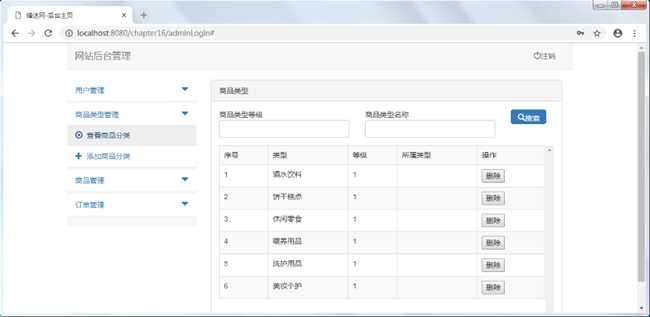 锋迷网-后台主页
localhost:8080/chapter16/adminLogin#
网站后台管理 注销
用户管理
商品类型管理
查看商品分类
添加商品分类
商品管理
订单管理
商品类型
商品类型等级 商品类型名称
搜索
序号 类型 等级 所属类型 操作
1 酒水饮料 1 删除
2 饼干糕点 1 删除
3 休闲零食 1 删除
4 喂养用品 1 删除
5 洗护用品 1 删除
6 美妆个护 1 删除